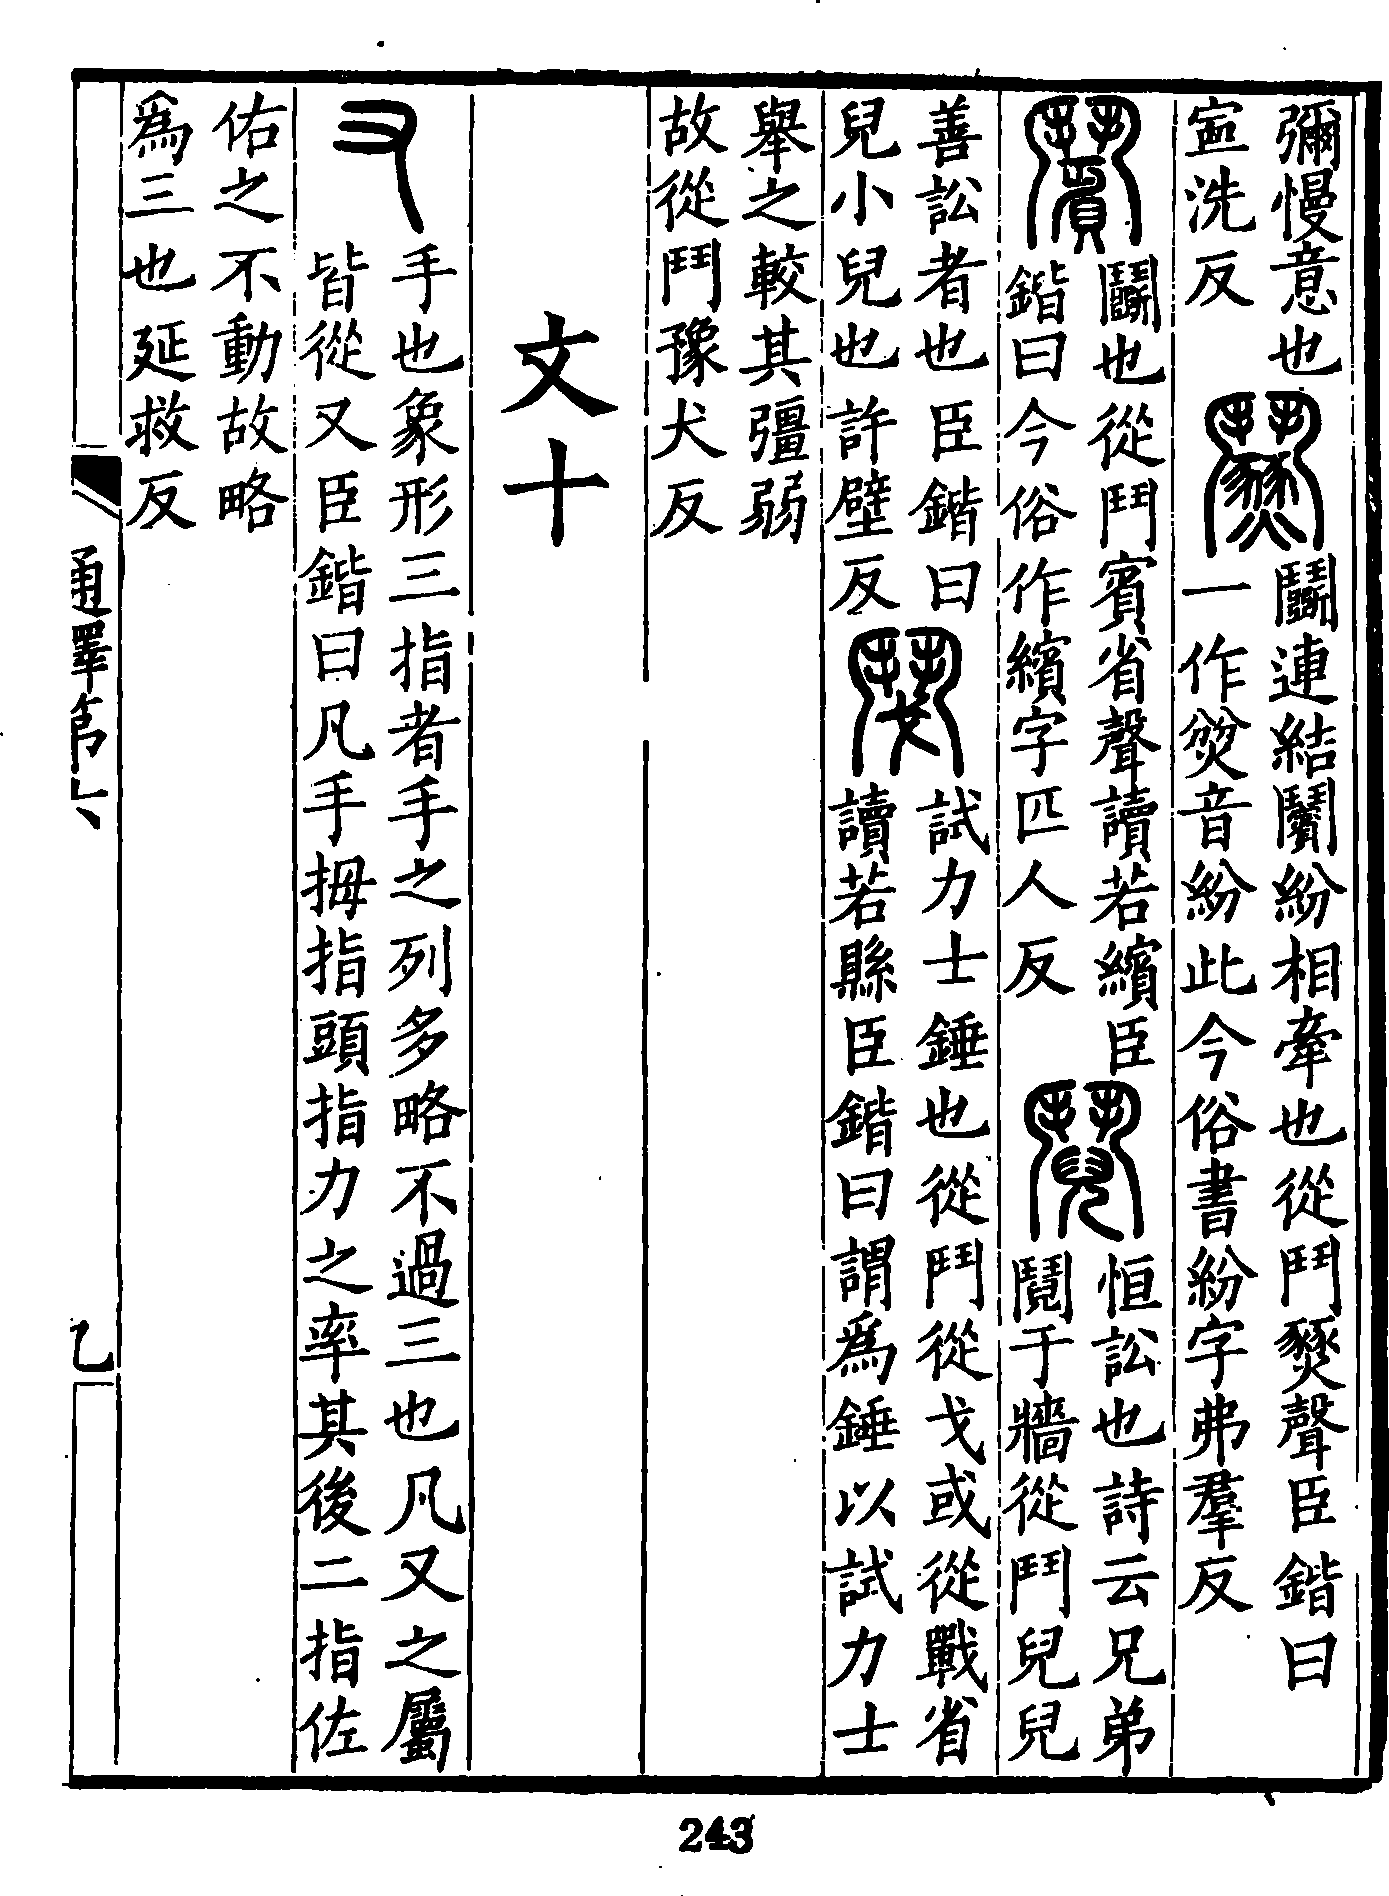 彌慢意也
洗反
鬭連結紛相牽也從鬥燹聲臣鍇曰
一作音紛此今俗書紛字弗羣反
鬭也從鬥賓省聲讀若繽臣
鍇曰今俗作繽字匹人反
鬩
恒訟也詩云兄弟
鬩于牆從鬥兒兒
善訟者也臣鍇曰
兒小兒也許壁反
試力士錘也從鬥從戈或從戰省
讀若縣臣鍇曰謂爲錘以試力士
舉之較其彊弱
故從鬥豫犬反
文十
又
手也象形三指者手之列多略不過三也凡又之屬
皆從又臣鍇曰凡手拇指頭指力之率其後二指佐
佑之不動故略
爲三也延救反
通釋第六
乙
243